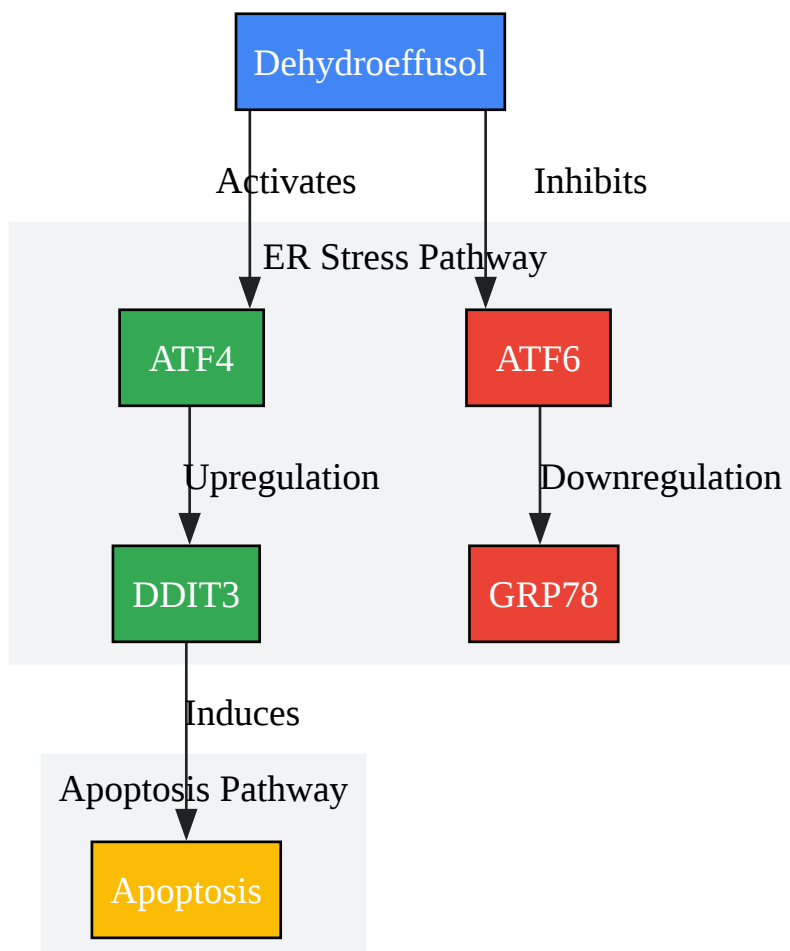 Dehydroeffusol
Activates
Inhibits
ER Stress Pathway
ATF4
ATF6
Upregulation
Downregulation
DDIT3
GRP78
Induces
Apoptosis Pathway
Apoptosis